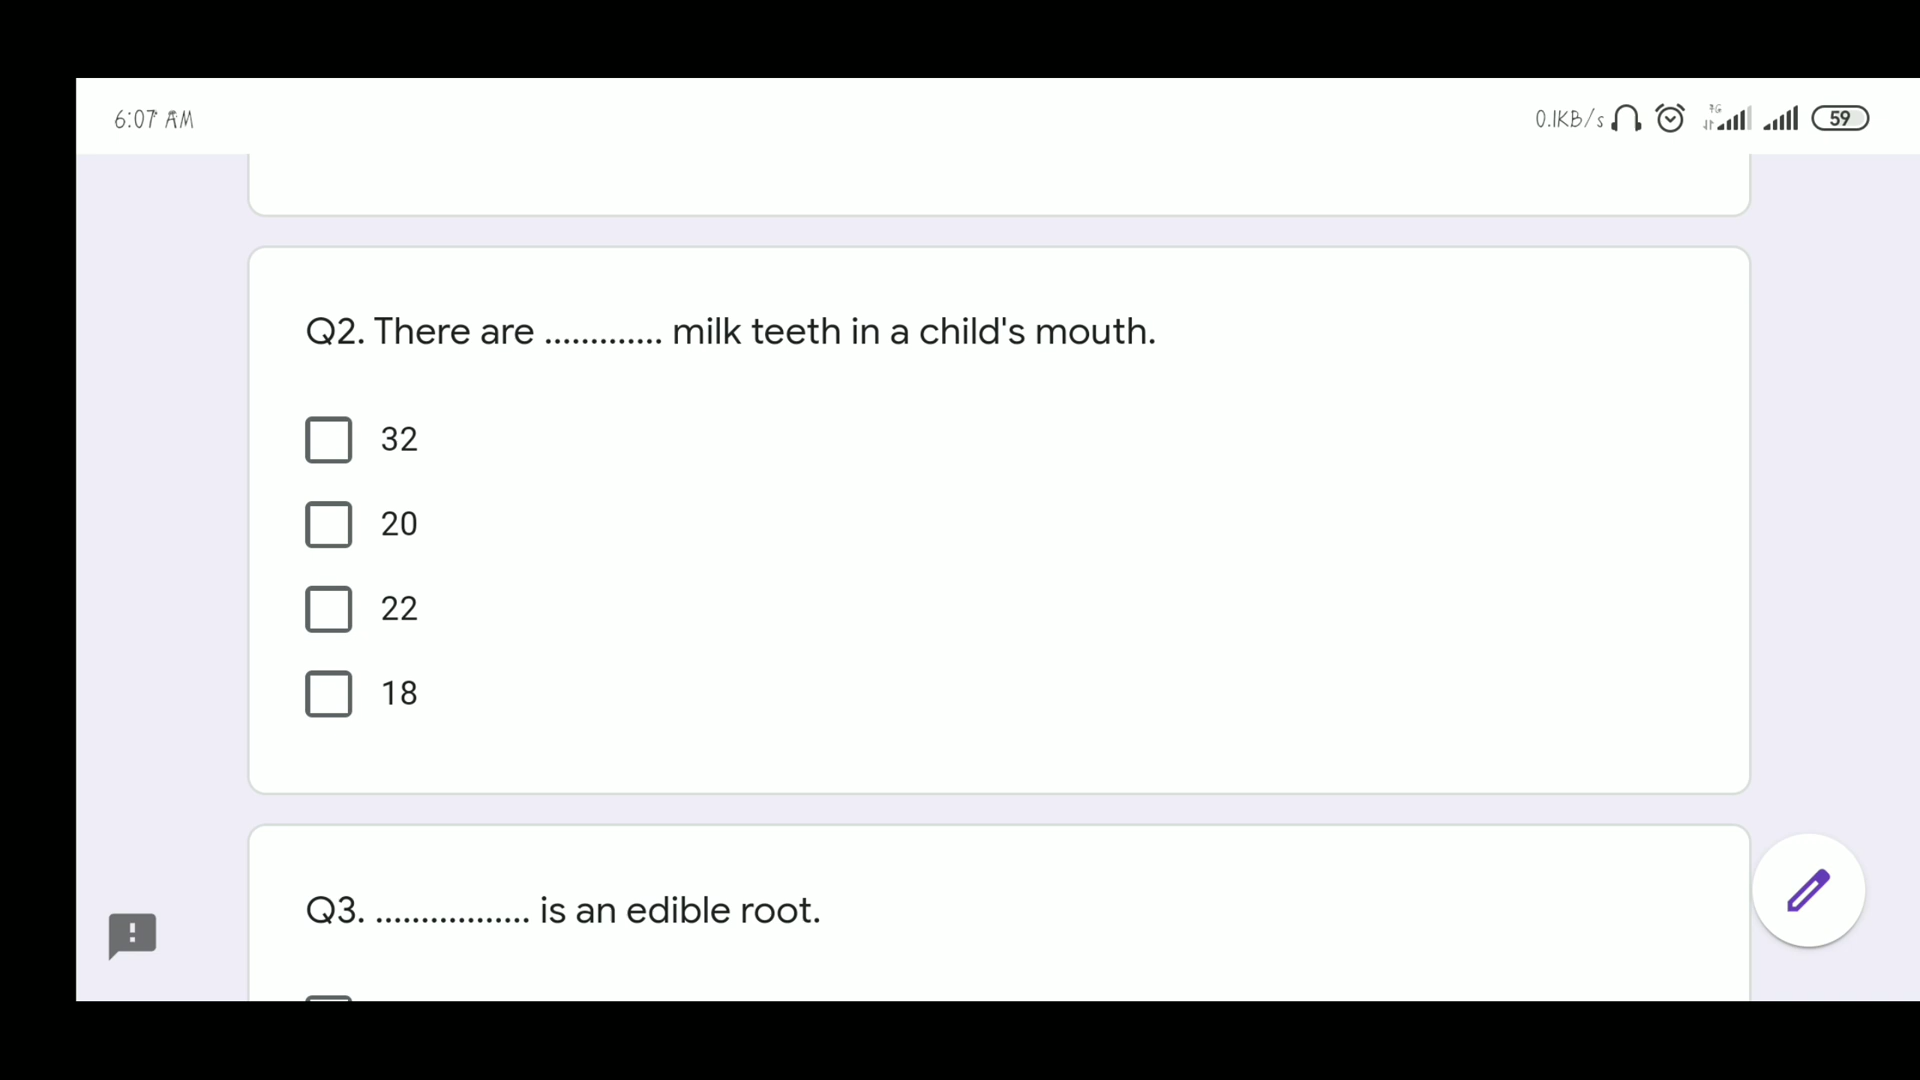 6:07 AM 0.1KB/s 59
Q2. There are ............. milk teeth in a child's mouth.
32
20
22
18
Q3. ................. is an edible root.